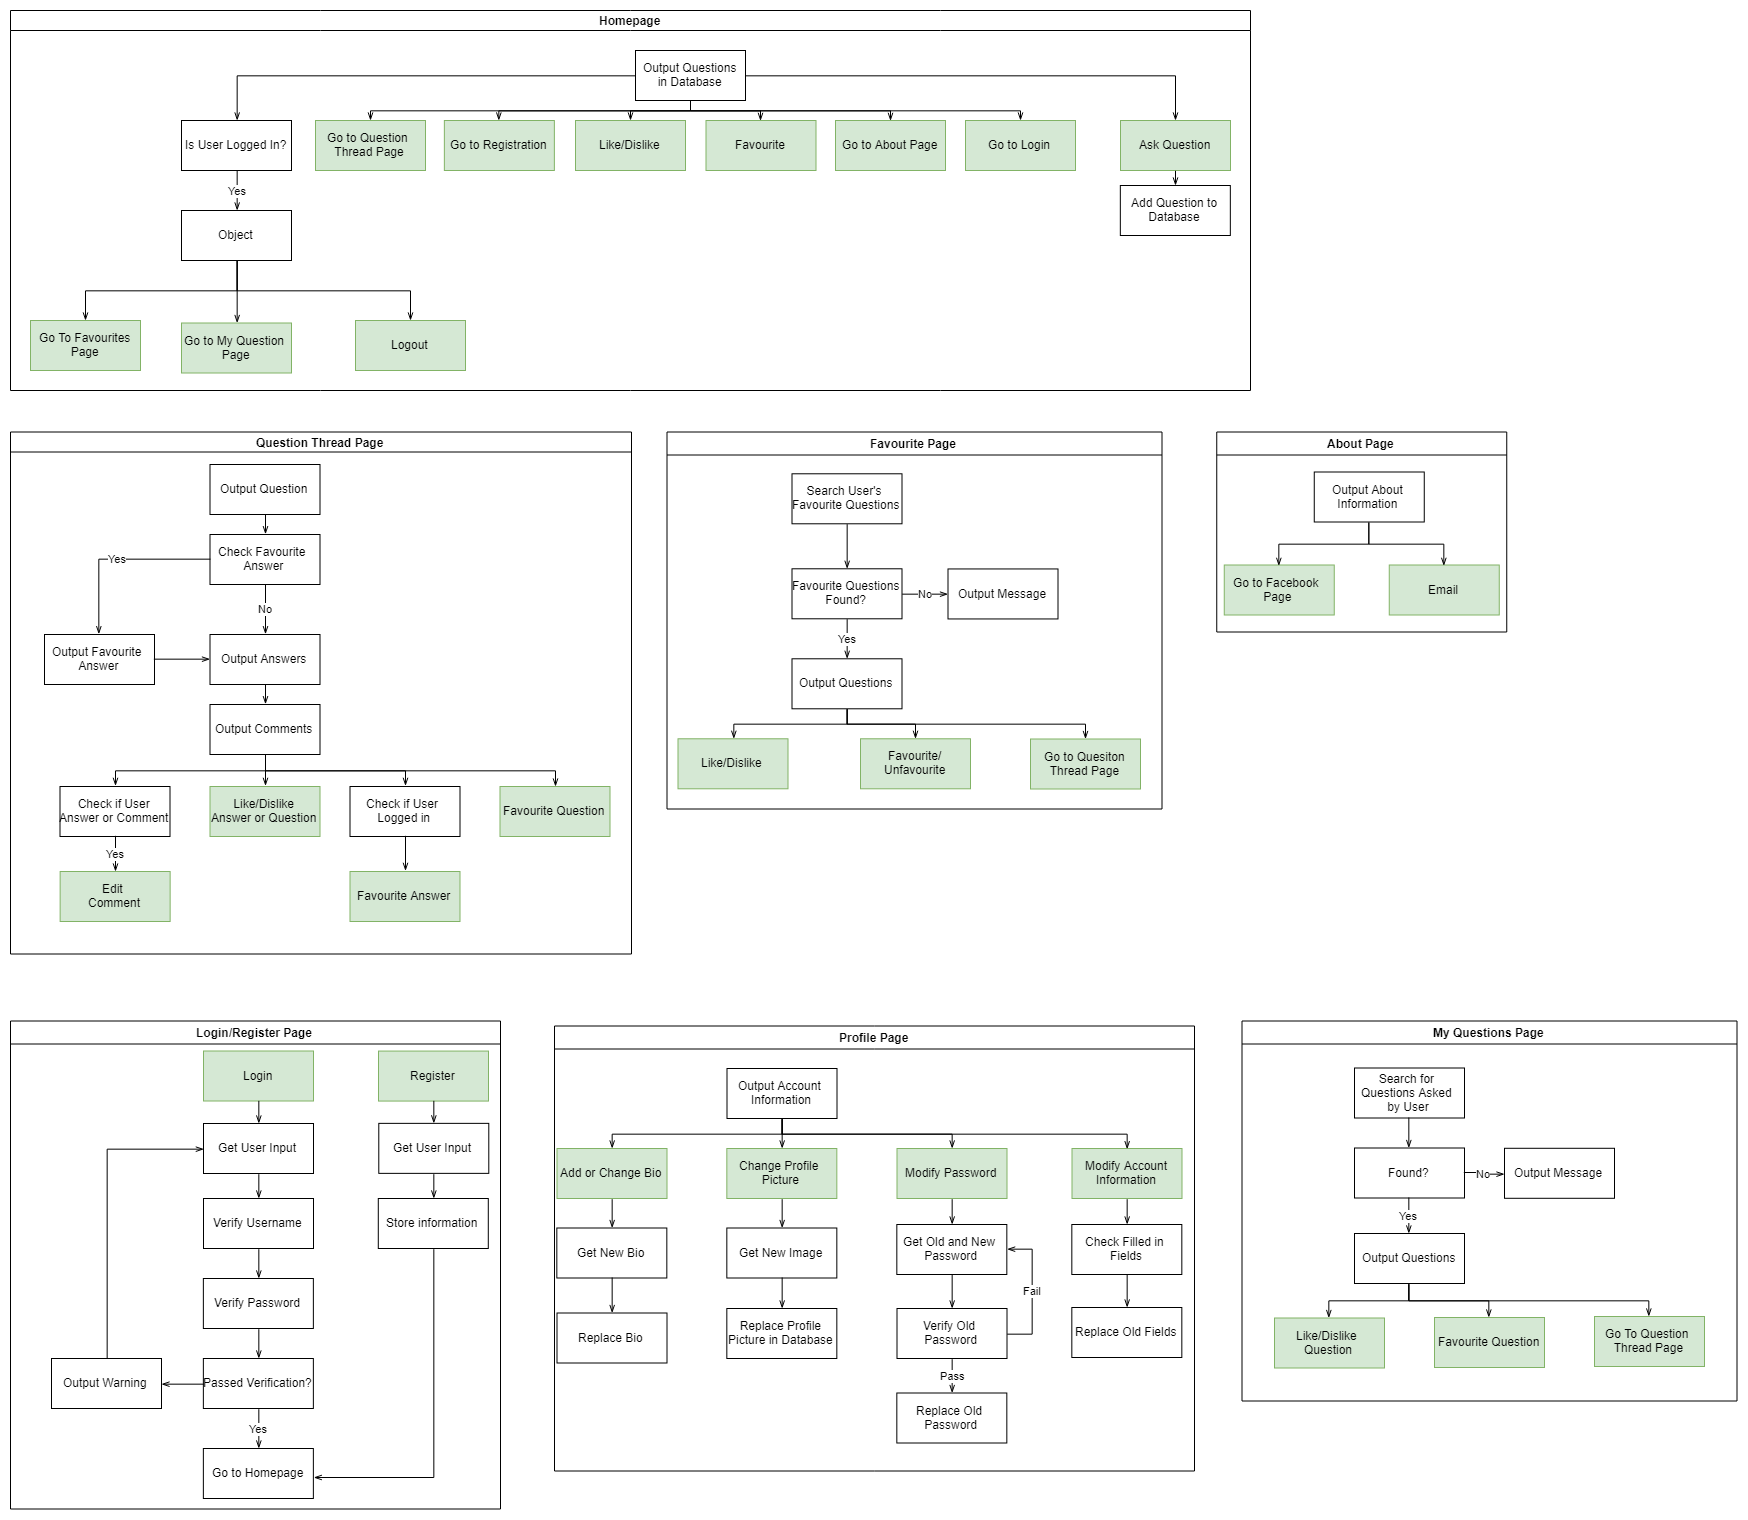 Homepage
Output Questions
in Database
Is User Logged In?
Go to Question
Thread Page
Go to Registration
Like/Dislike
Favourite
Go to About Page
Go to Login
Ask Question
Yes
Add Question to
Database
Object
Go To Favourites
Page
Go to My Question
Page
Logout
Question Thread Page
Output Question
Check Favourite
Answer
Yes
No
Output Favourite
Answer
Output Answers
Output Comments
Check if User
Answer or Comment
Like/Dislike
Answer or Question
Check if User
Logged in
Favourite Question
Yes
Edit
Comment
Favourite Answer
Favourite Page
Search User's
Favourite Questions
Favourite Questions
Found?
No
Output Message
Yes
Output Questions
Like/Dislike
Favourite/
Unfavourite
Go to Quesiton
Thread Page
About Page
Output About
Information
Go to Facebook
Page
Email
Login/Register Page
Login
Register
Get User Input
Get User Input
Verify Username
Store information
Verify Password
Output Warning
Passed Verification?
Yes
Go to Homepage
Profile Page
Output Account
Information
Add or Change Bio
Change Profile
Picture
Modify Password
Modify Account
Information
Get New Bio
Get New Image
Get Old and New
Password
Check Filled in
Fields
Fail
Replace Bio
Replace Profile
Picture in Database
Verify Old
Password
Replace Old Fields
Pass
Replace Old
Password
My Questions Page
Search for
Questions Asked
by User
Found?
No
Output Message
Yes
Output Questions
Like/Dislike
Question
Favourite Question
Go To Question
Thread Page